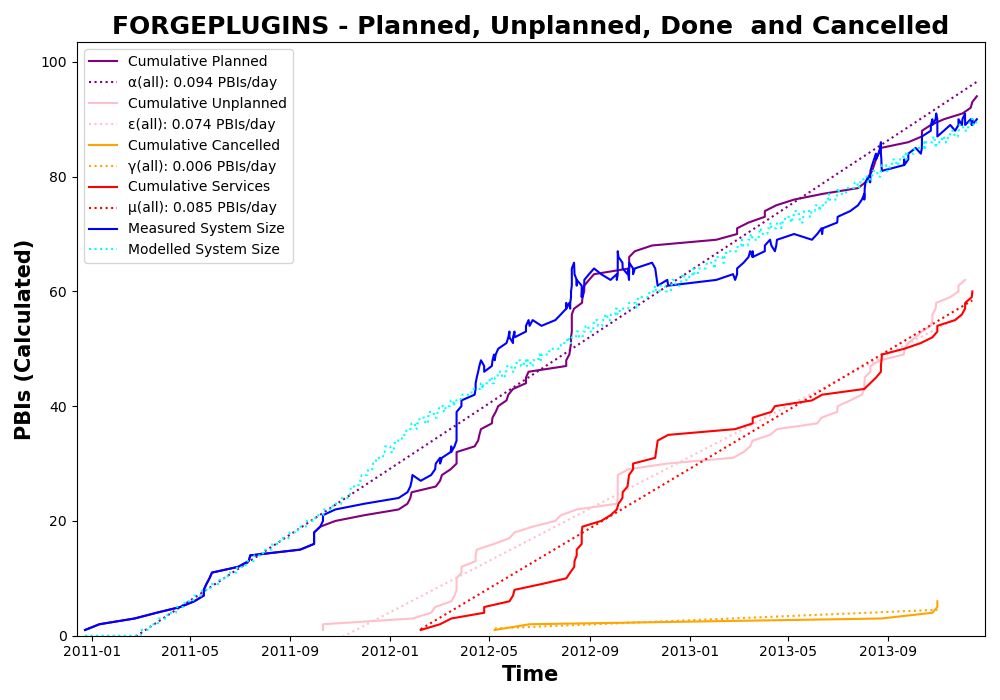 FORGEPLUGINS - Planned, Unplanned, Done  and Cancelled
Cumulative Planned
α(all): 0.094 PBIs/day
Cumulative Unplanned
ε(all): 0.074 PBIs/day
Cumulative Cancelled
γ(all): 0.006 PBIs/day
Cumulative Services
μ(all): 0.085 PBIs/day
Measured System Size
Modelled System Size
PBIs (Calculated)
100
80
60
40
20
0
2011-01 2011-05 2011-09 2012-01 2012-05 2012-09 2013-01 2013-05 2013-09
Time